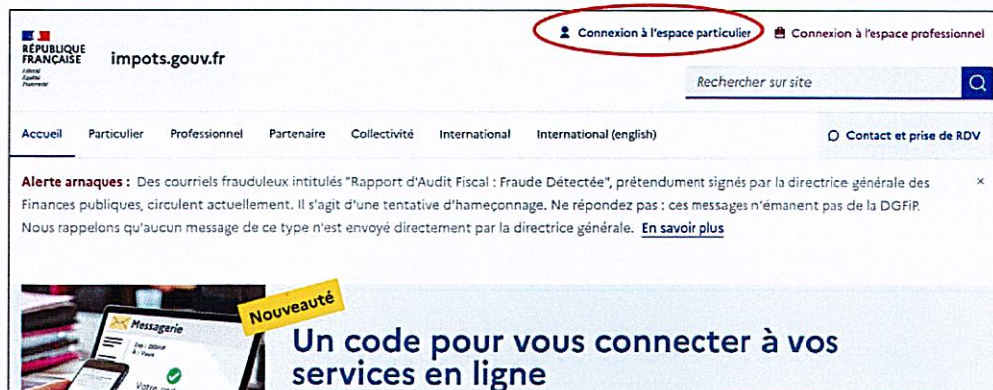 Connexion à l'espace particulier
Connexion à l'espace professionnel
RÉPUBLIQUE
FRANÇAISE
Liberté
Égalité
Fraternité
impots.gouv.fr
Rechercher sur site
Accueil Particulier Professionnel Partenaire Collectivité International International (english) Contact et prise de RDV
Alerte arnaques : Des courriels frauduleux intitulés "Rapport d'Audit Fiscal : Fraude Détectée", prétendument signés par la directrice générale des
Finances publiques, circulent actuellement. Il s'agit d'une tentative d'hameçonnage. Ne répondez pas : ces messages n'émanent pas de la DGFiP.
Nous rappelons qu'aucun message de ce type n'est envoyé directement par la directrice générale. En savoir plus
Nouveauté
Messagerie
Votre
Un code pour vous connecter à vos
services en ligne